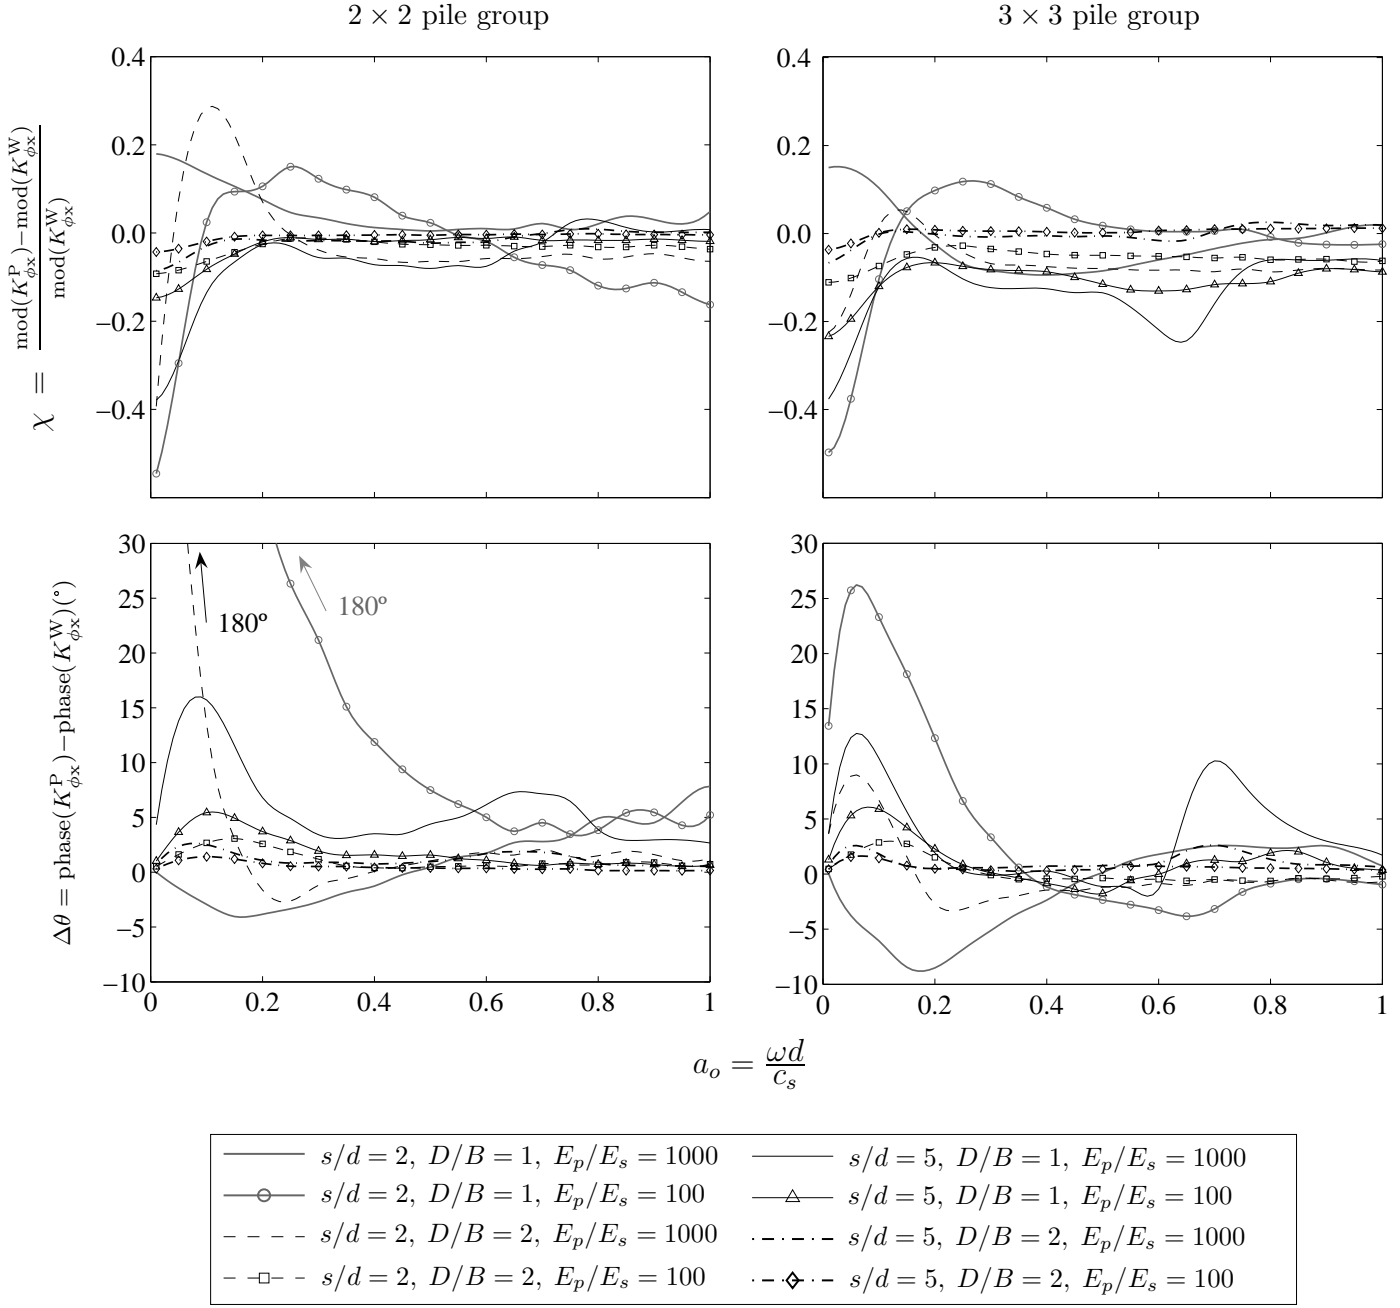 2 × 2 pile group
3 × 3 pile group
χ = mod(K_ϕx^P)−mod(K_ϕx^W) / mod(K_ϕx^W)
0.4
0.2
0.0
−0.2
−0.4
0.4
0.2
0.0
−0.2
−0.4
Δθ = phase(K_ϕx^P)−phase(K_ϕx^W)(°)
30
25
20
15
10
5
0
−5
−10
180º
180º
0 0.2 0.4 0.6 0.8 1
30
25
20
15
10
5
0
−5
−10
0 0.2 0.4 0.6 0.8 1
a_o = ωd / c_s
s/d = 2, D/B = 1, E_p/E_s = 1000
s/d = 2, D/B = 1, E_p/E_s = 100
s/d = 2, D/B = 2, E_p/E_s = 1000
s/d = 2, D/B = 2, E_p/E_s = 100
s/d = 5, D/B = 1, E_p/E_s = 1000
s/d = 5, D/B = 1, E_p/E_s = 100
s/d = 5, D/B = 2, E_p/E_s = 1000
s/d = 5, D/B = 2, E_p/E_s = 100